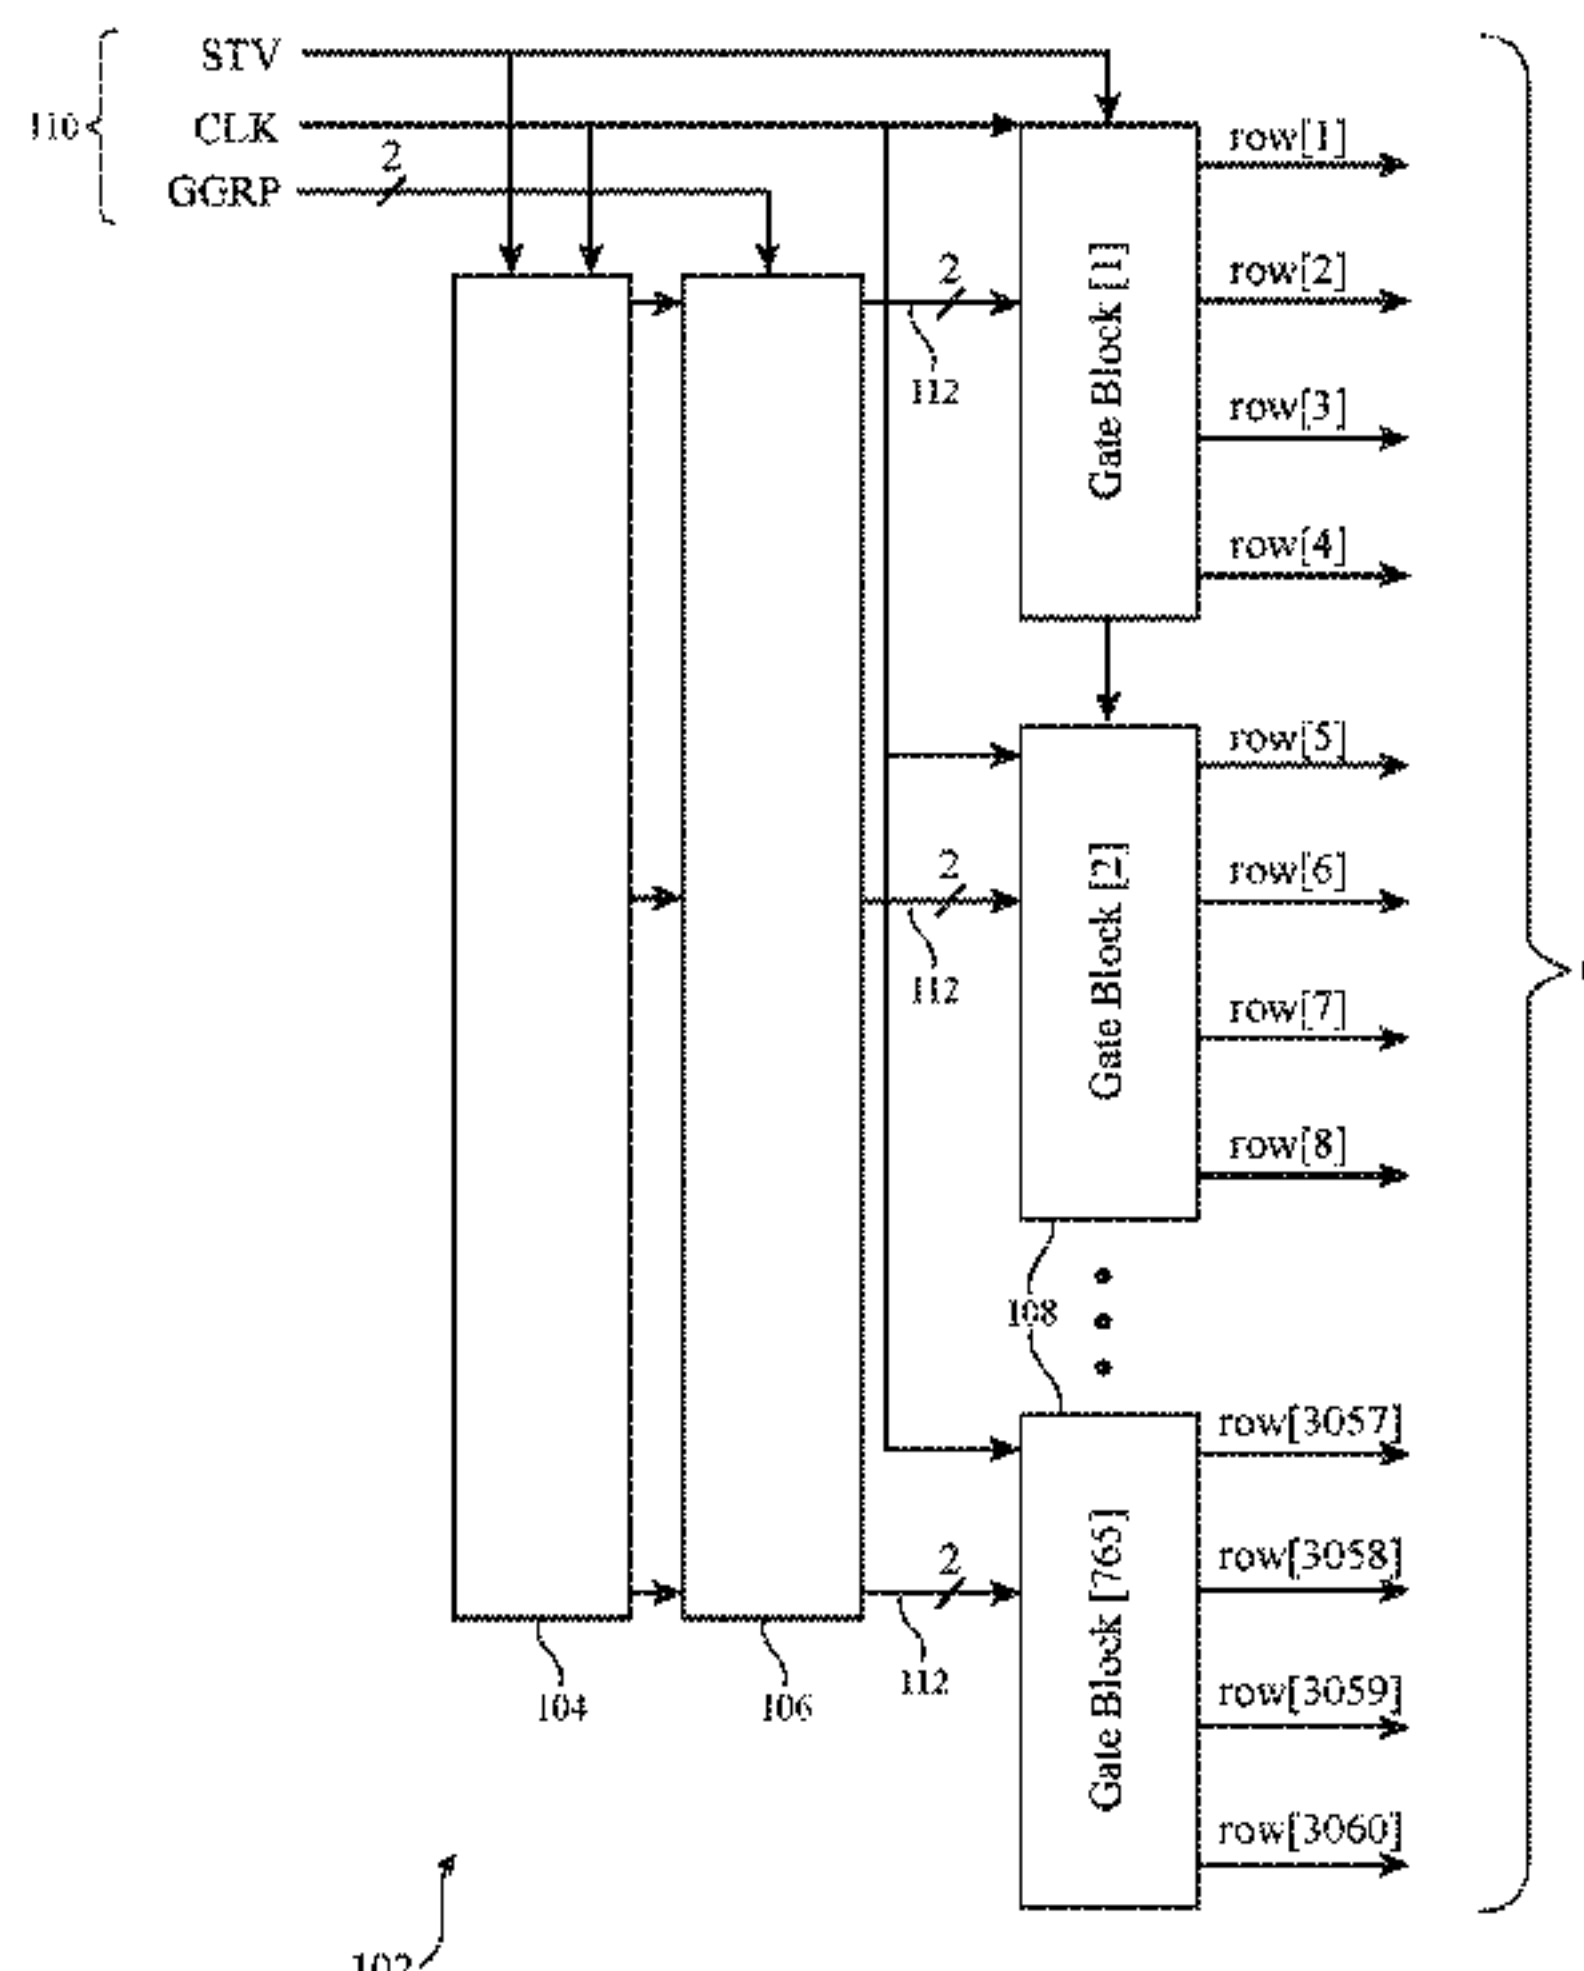 110
STV
CLK
GGRP
2
row[1]
row[2]
row[3]
row[4]
Gate Block [1]
2
112
row[5]
row[6]
row[7]
row[8]
Gate Block [2]
2
112
108
row[3057]
row[3058]
row[3059]
row[3060]
Gate Block [765]
2
112
104
106
102